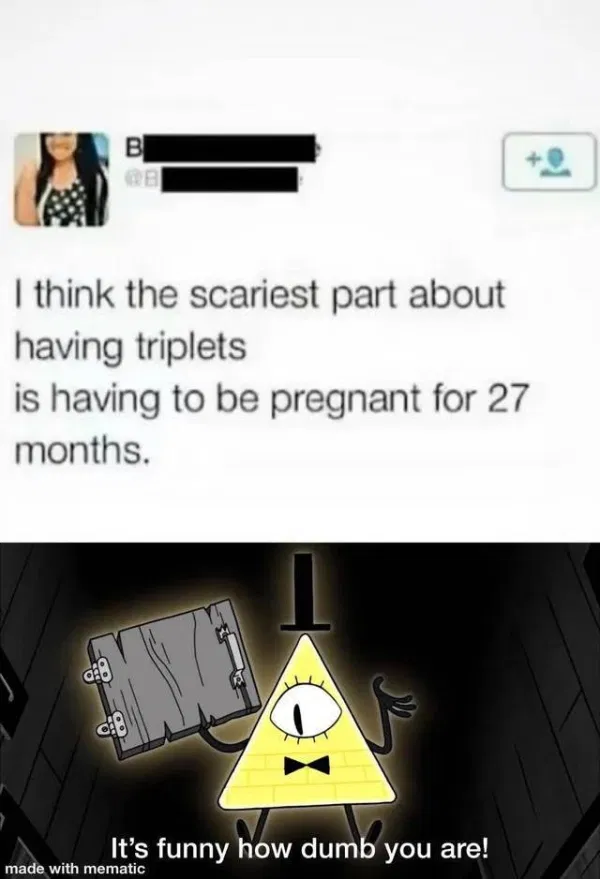 B
@B
I think the scariest part about
having triplets
is having to be pregnant for 27
months.
It's funny how dumb you are!
made with mematic